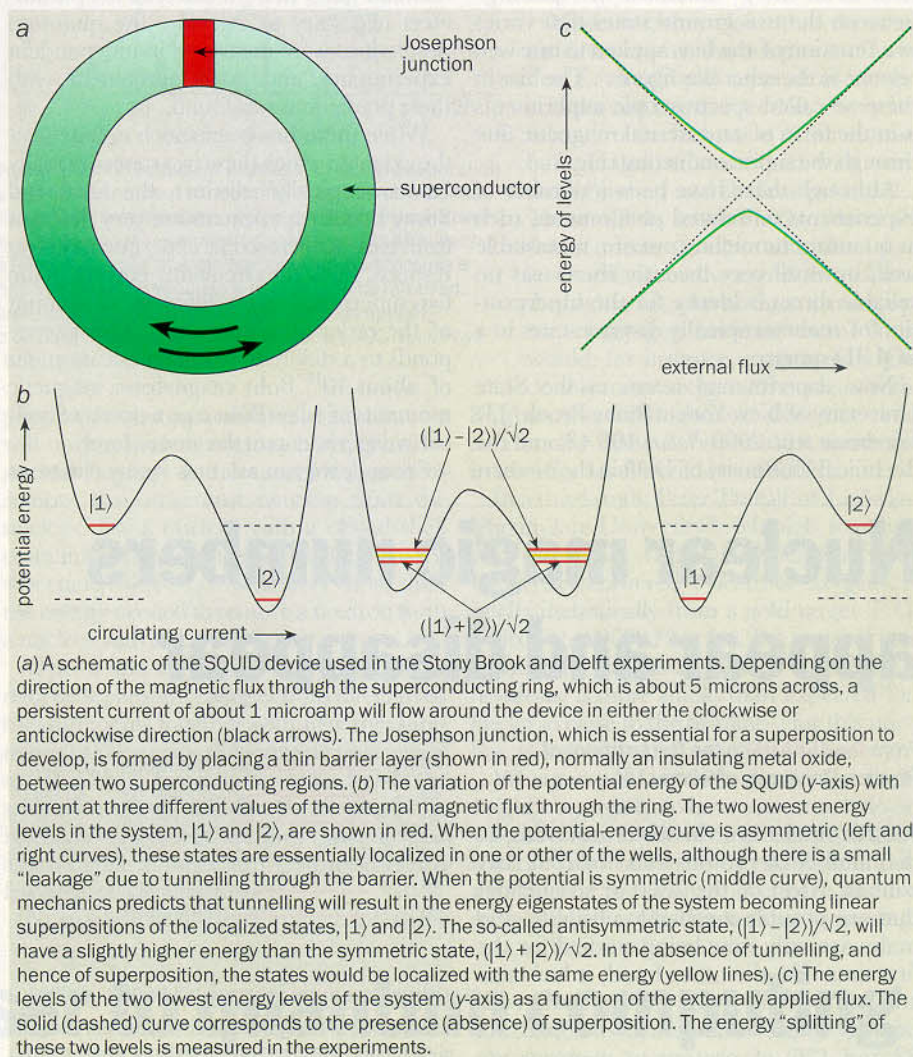 a
Josephson
junction
superconductor
c
energy of levels
external flux
b
potential energy
|1⟩
|2⟩
(|1⟩ – |2⟩)/√2
(|1⟩ + |2⟩)/√2
|1⟩
|2⟩
circulating current
(a) A schematic of the SQUID device used in the Stony Brook and Delft experiments. Depending on the
direction of the magnetic flux through the superconducting ring, which is about 5 microns across, a
persistent current of about 1 microamp will flow around the device in either the clockwise or
anticlockwise direction (black arrows). The Josephson junction, which is essential for a superposition to
develop, is formed by placing a thin barrier layer (shown in red), normally an insulating metal oxide,
between two superconducting regions. (b) The variation of the potential energy of the SQUID (y-axis) with
current at three different values of the external magnetic flux through the ring. The two lowest energy
levels in the system, |1⟩ and |2⟩, are shown in red. When the potential-energy curve is asymmetric (left and
right curves), these states are essentially localized in one or other of the wells, although there is a small
"leakage" due to tunnelling through the barrier. When the potential is symmetric (middle curve), quantum
mechanics predicts that tunnelling will result in the energy eigenstates of the system becoming linear
superpositions of the localized states, |1⟩ and |2⟩. The so-called antisymmetric state, (|1⟩ – |2⟩)/√2, will
have a slightly higher energy than the symmetric state, (|1⟩ + |2⟩)/√2. In the absence of tunnelling, and
hence of superposition, the states would be localized with the same energy (yellow lines). (c) The energy
levels of the two lowest energy levels of the system (y-axis) as a function of the externally applied flux. The
solid (dashed) curve corresponds to the presence (absence) of superposition. The energy "splitting" of
these two levels is measured in the experiments.